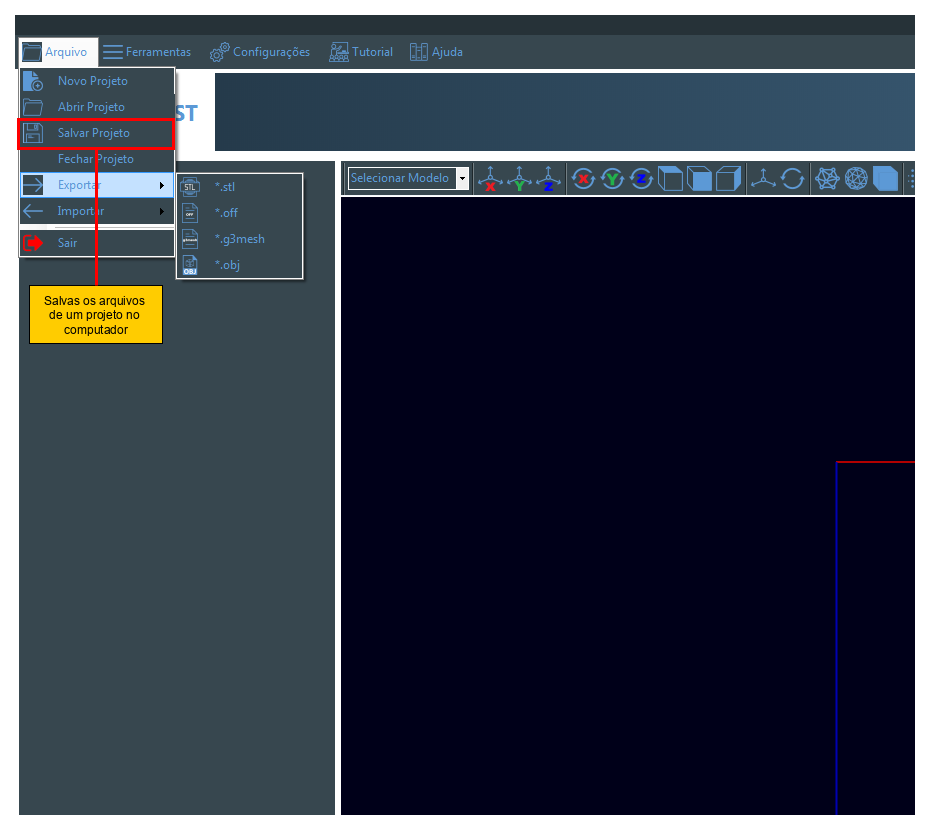 Arquivo Ferramentas Configurações Tutorial Ajuda
Novo Projeto
Abrir Projeto
ST
Salvar Projeto
Fechar Projeto
Exportar
Importar
Sair
STL *.stl
OFF *.off
g3mesh *.g3mesh
OBJ *.obj
Selecionar Modelo X Y Z X Y Z
Salvas os arquivos
de um projeto no
computador